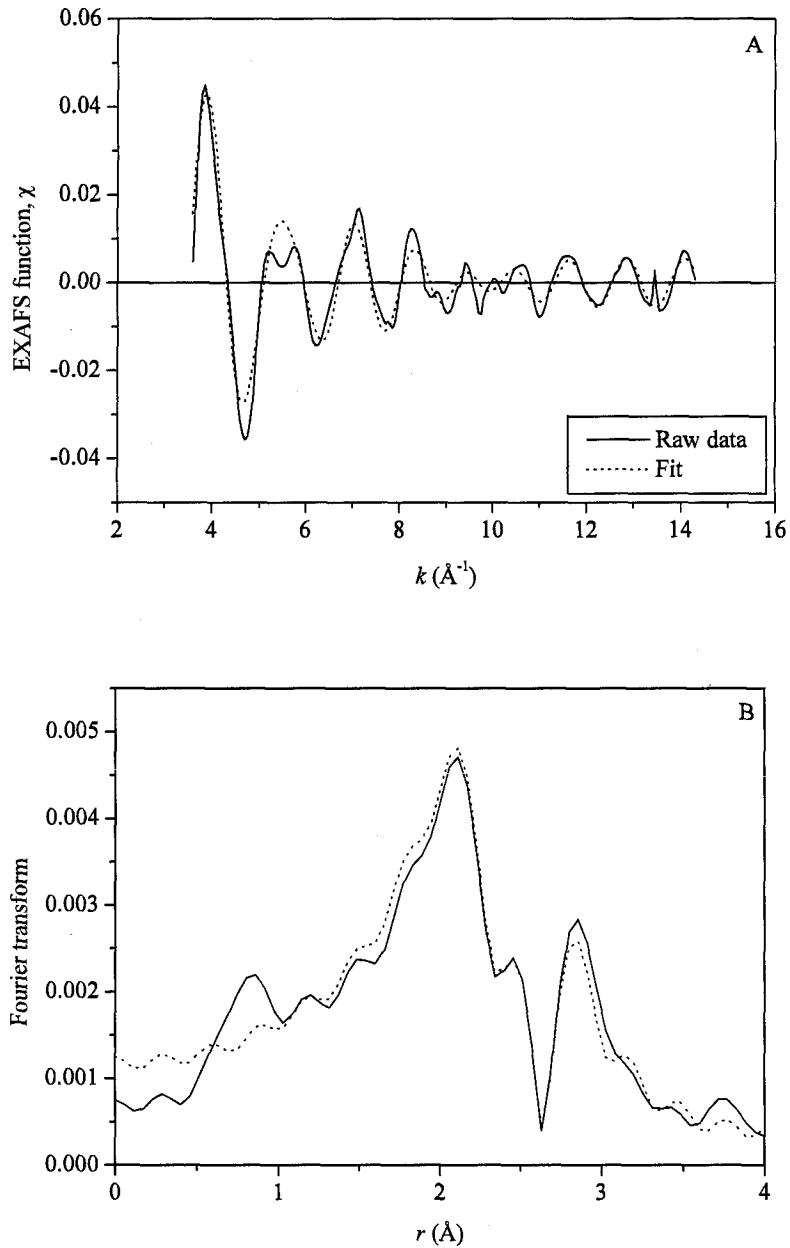 A
0.06
0.04
0.02
0.00
-0.02
-0.04
EXAFS function, χ
Raw data
Fit
2 4 6 8 10 12 14 16
k (Å-1)
B
0.005
0.004
0.003
0.002
0.001
0.000
Fourier transform
0 1 2 3 4
r (Å)